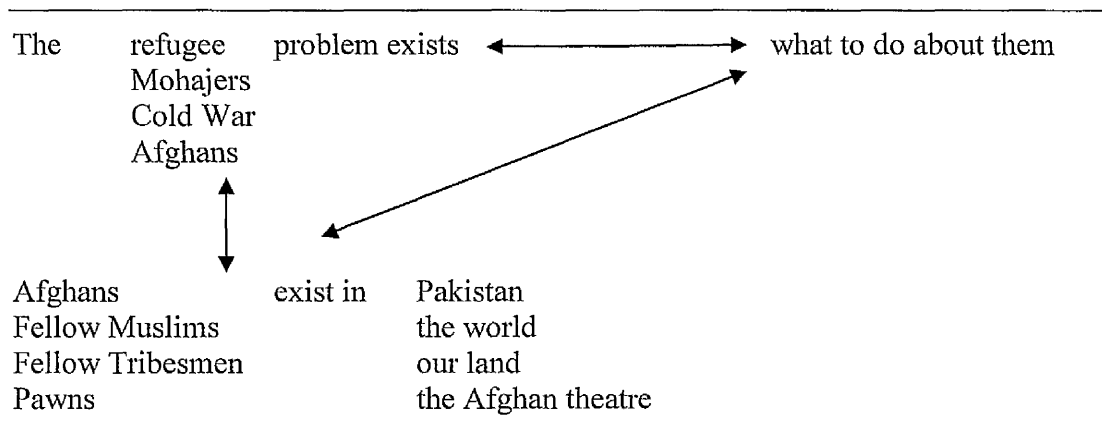 The refugee problem exists what to do about them
Mohajers
Cold War
Afghans
Afghans exist in Pakistan
Fellow Muslims the world
Fellow Tribesmen our land
Pawns the Afghan theatre